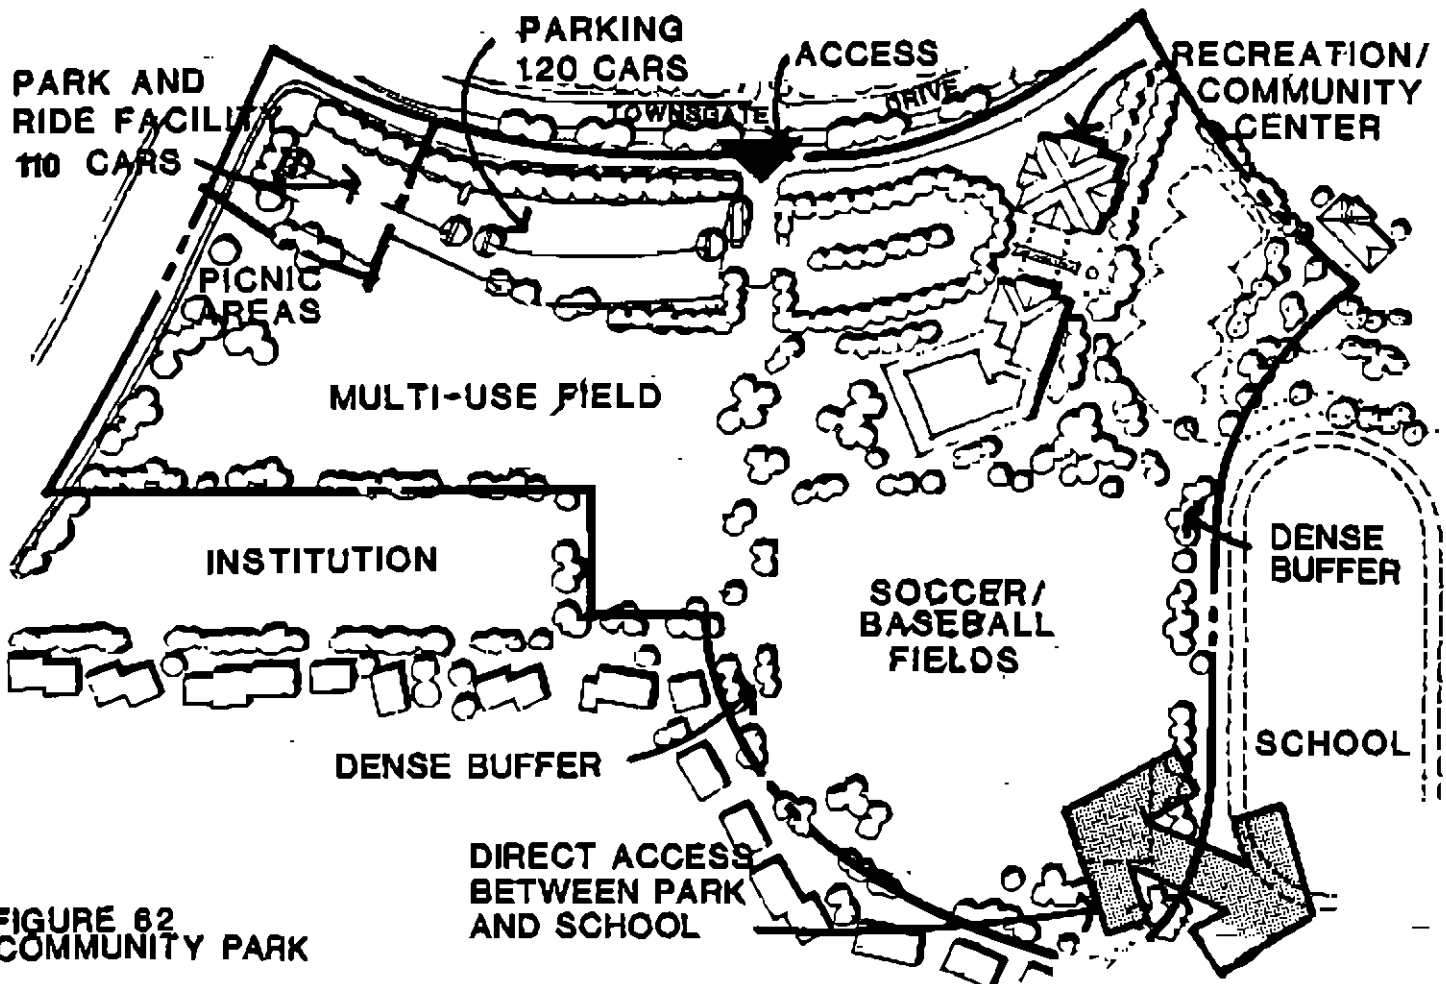 PARKING
120 CARS
ACCESS
RECREATION/
COMMUNITY
CENTER
PARK AND
RIDE FACILITY
110 CARS
TOWNSGATE DRIVE
PICNIC
AREAS
MULTI-USE FIELD
INSTITUTION
SOCCER/
BASEBALL
FIELDS
DENSE
BUFFER
SCHOOL
DENSE BUFFER
DIRECT ACCESS
BETWEEN PARK
AND SCHOOL
FIGURE 62
COMMUNITY PARK